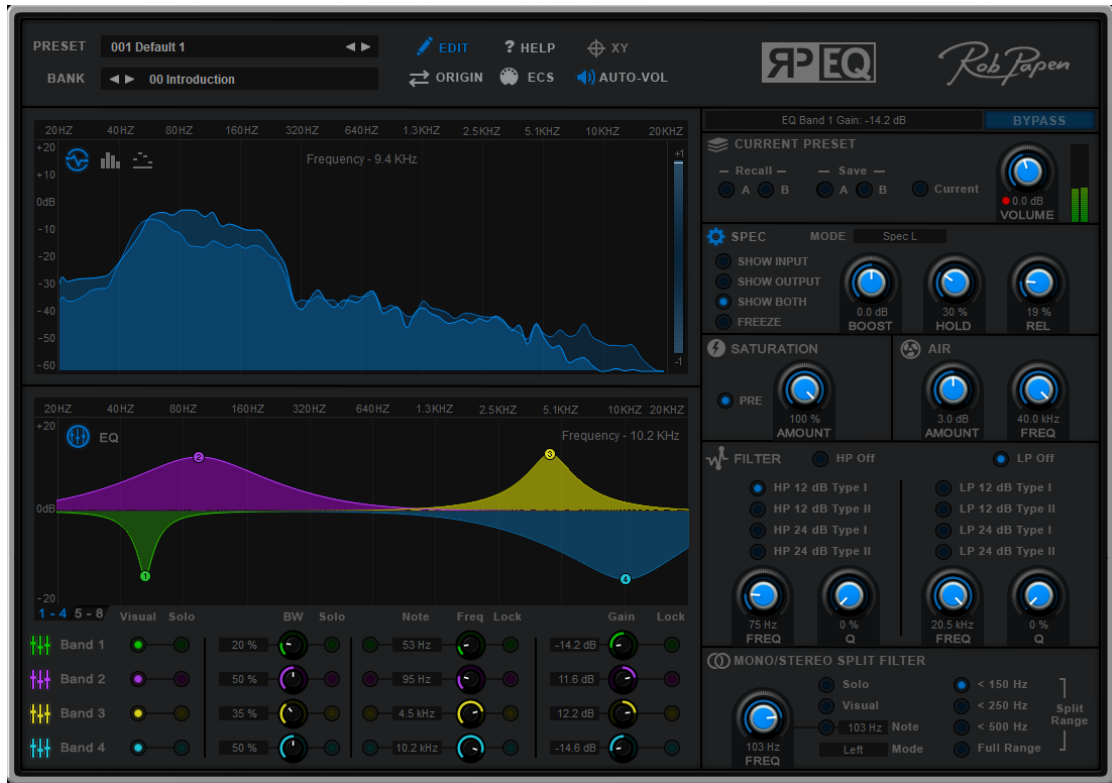 PRESET 001 Default 1 EDIT ? HELP XY
BANK 00 Introduction ORIGIN ECS AUTO-VOL
RP EQ
Rob Papen
20HZ 40HZ 80HZ 160HZ 320HZ 640HZ 1.3KHZ 2.5KHZ 5.1KHZ 10KHZ 20KHZ
+20
Frequency - 9.4 KHz
+1
+10
0dB
-10
-20
-30
-40
-50
-60
-1
20HZ 40HZ 80HZ 160HZ 320HZ 640HZ 1.3KHZ 2.5KHZ 5.1KHZ 10KHZ 20KHZ
+20
EQ
Frequency - 10.2 KHz
2
3
0dB
1
4
-20
1 - 4 5 - 8 Visual Solo BW Solo Note Freq Lock Gain Lock
Band 1 20 % 53 Hz -14.2 dB
Band 2 50 % 95 Hz 11.6 dB
Band 3 35 % 4.5 kHz 12.2 dB
Band 4 50 % 10.2 kHz -14.6 dB
EQ Band 1 Gain: -14.2 dB BYPASS
CURRENT PRESET
Recall Save
A B A B Current
0.0 dB
VOLUME
SPEC MODE Spec L
SHOW INPUT
SHOW OUTPUT
SHOW BOTH
FREEZE
0.0 dB 30 % 19 %
BOOST HOLD REL
SATURATION AIR
PRE
100 % 3.0 dB 40.0 kHz
AMOUNT AMOUNT FREQ
FILTER HP Off LP Off
HP 12 dB Type I LP 12 dB Type I
HP 12 dB Type II LP 12 dB Type II
HP 24 dB Type I LP 24 dB Type I
HP 24 dB Type II LP 24 dB Type II
75 Hz 0 % 20.5 kHz 0 %
FREQ Q FREQ Q
MONO/STEREO SPLIT FILTER
Solo < 150 Hz
Visual < 250 Hz Split
103 Hz Note < 500 Hz Range
Left Mode Full Range
103 Hz
FREQ